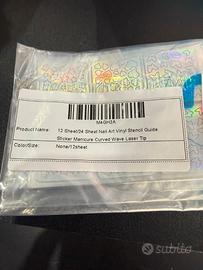 M4GH2A
Product Name: 12 Sheet/24 Sheet Nail Art Vinyl Stencil Guide
Sticker Manicure Curved Wave Laser Tip
Color/Size: None/12sheet
subito